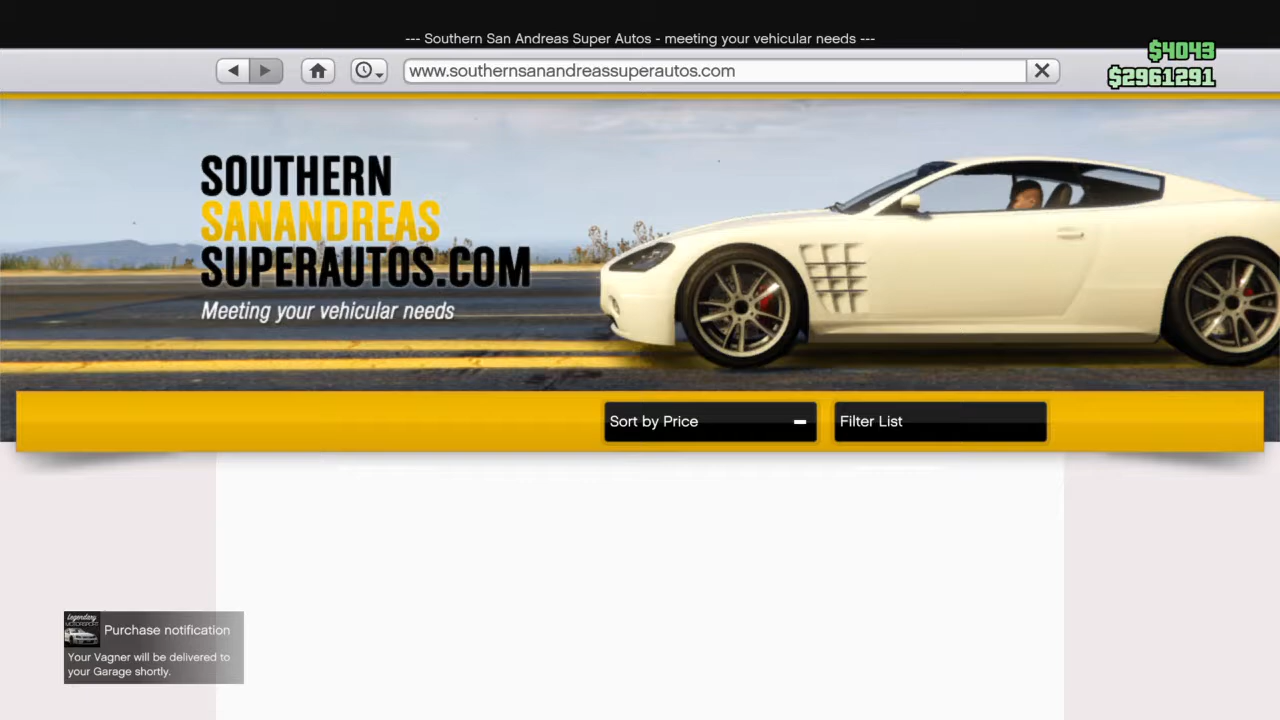 --- Southern San Andreas Super Autos - meeting your vehicular needs ---
www.southernsanandreassuperautos.com
$4043
$2961291
SOUTHERN
SANANDREAS
SUPERAUTOS.COM
Meeting your vehicular needs
Sort by Price
Filter List
Legendary
MOTORSPORT
Purchase notification
Your Vagner will be delivered to
your Garage shortly.